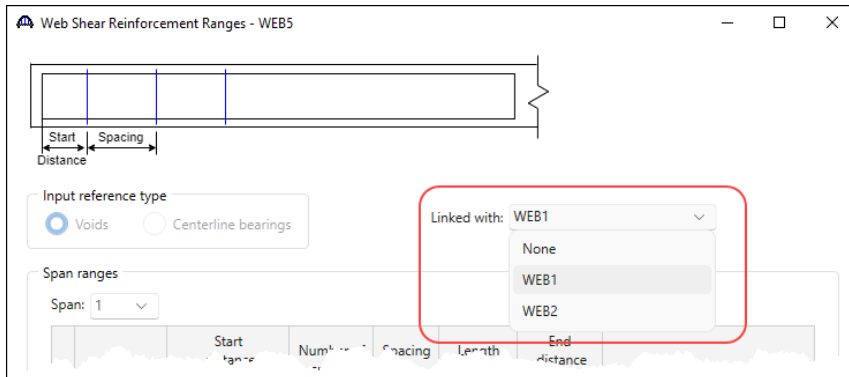 Web Shear Reinforcement Ranges - WEB5
Start
Spacing
Distance
Input reference type
Voids
Centerline bearings
Linked with: WEB1
None
WEB1
WEB2
Span ranges
Span: 1
Start
Spacing
Length
End
distance